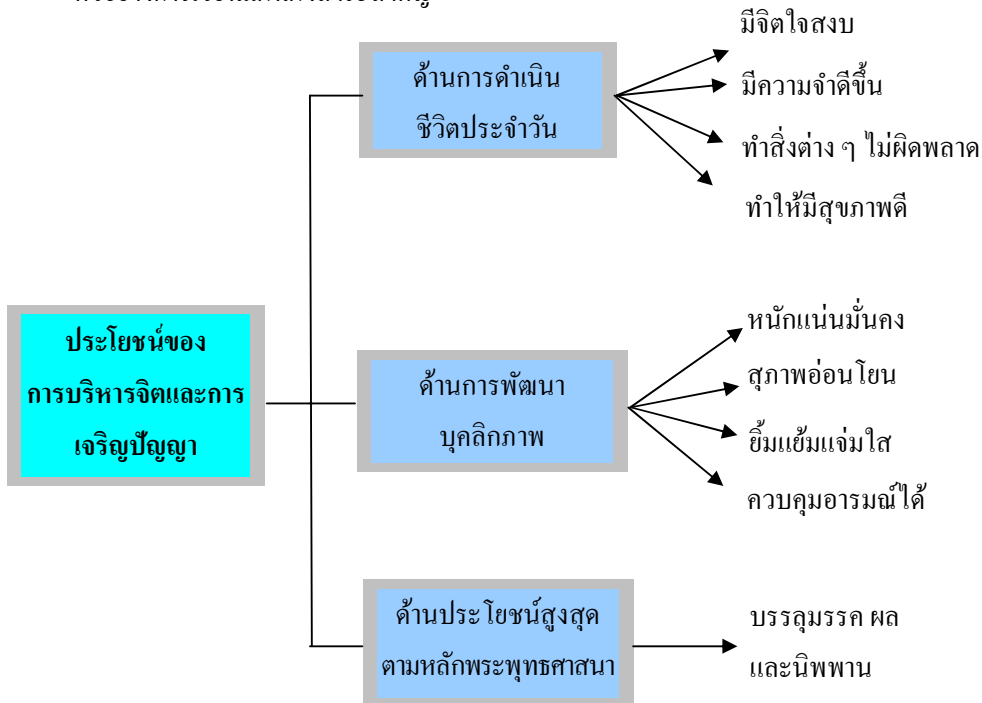 มีจิตใจสงบ
ด้านการดำเนิน
ชีวิตประจำวัน
มีความจำดีขึ้น
ทำสิ่งต่าง ๆ ไม่ผิดพลาด
ทำให้มีสุขภาพดี
ประโยชน์ของ
การบริหารจิตและการ
เจริญปัญญา
ด้านการพัฒนา
บุคลิกภาพ
หนักแน่นมั่นคง
สุภาพอ่อนโยน
ยิ้มแย้มแจ่มใส
ควบคุมอารมณ์ได้
ด้านประโยชน์สูงสุด
ตามหลักพระพุทธศาสนา
บรรลุมรรค ผล
และนิพพาน